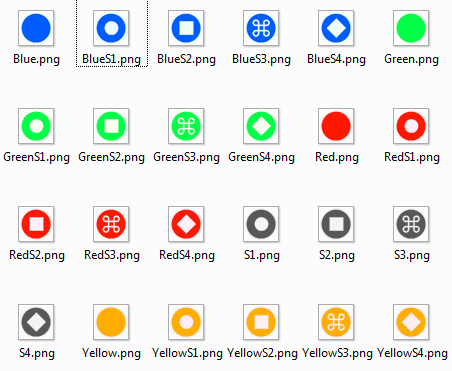 Blue.png BlueS1.png BlueS2.png BlueS3.png BlueS4.png Green.png
GreenS1.png GreenS2.png GreenS3.png GreenS4.png Red.png RedS1.png
RedS2.png RedS3.png RedS4.png S1.png S2.png S3.png
S4.png Yellow.png YellowS1.png YellowS2.png YellowS3.png YellowS4.png